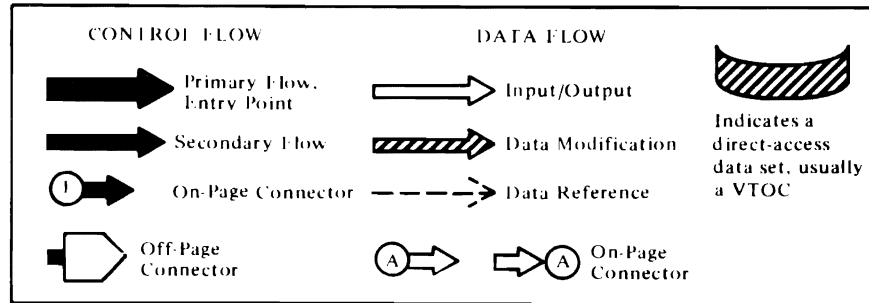 CONTROL FLOW
Primary Flow,
Entry Point
Secondary Flow
1
On-Page Connector
Off-Page
Connector
DATA FLOW
Input/Output
Data Modification
Data Reference
A
A
On-Page
Connector
Indicates a
direct-access
data set, usually
a VTOC